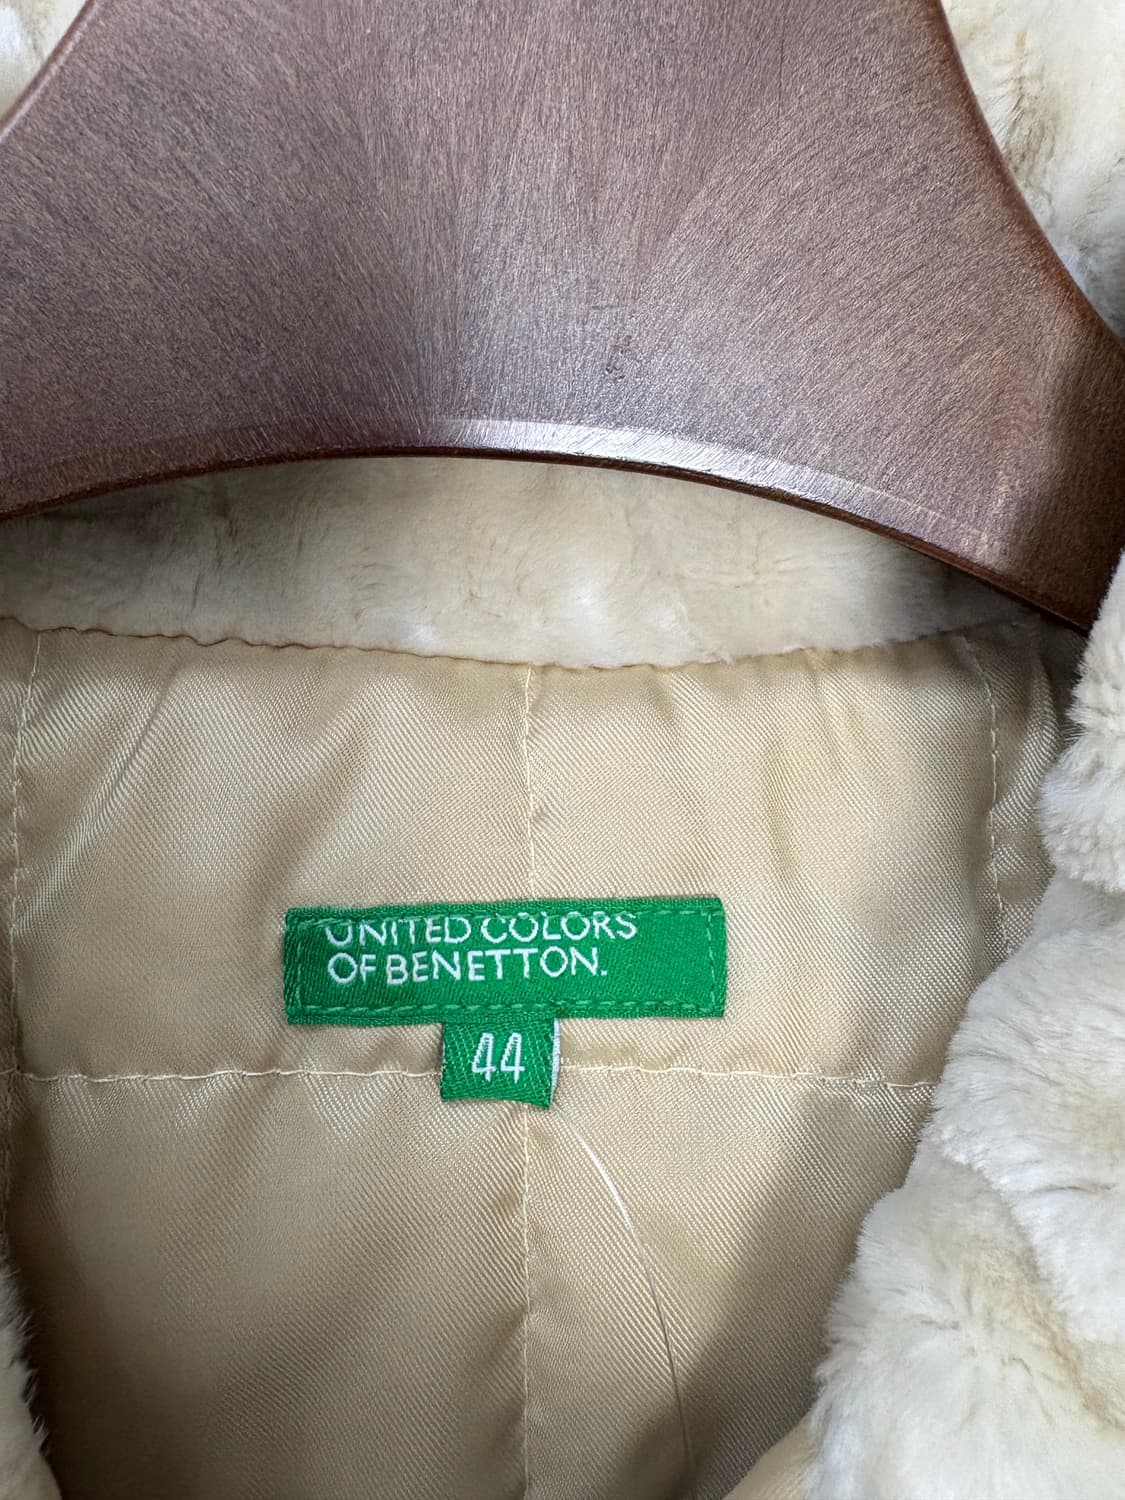 UNITED COLORS
OF BENETTON.
44